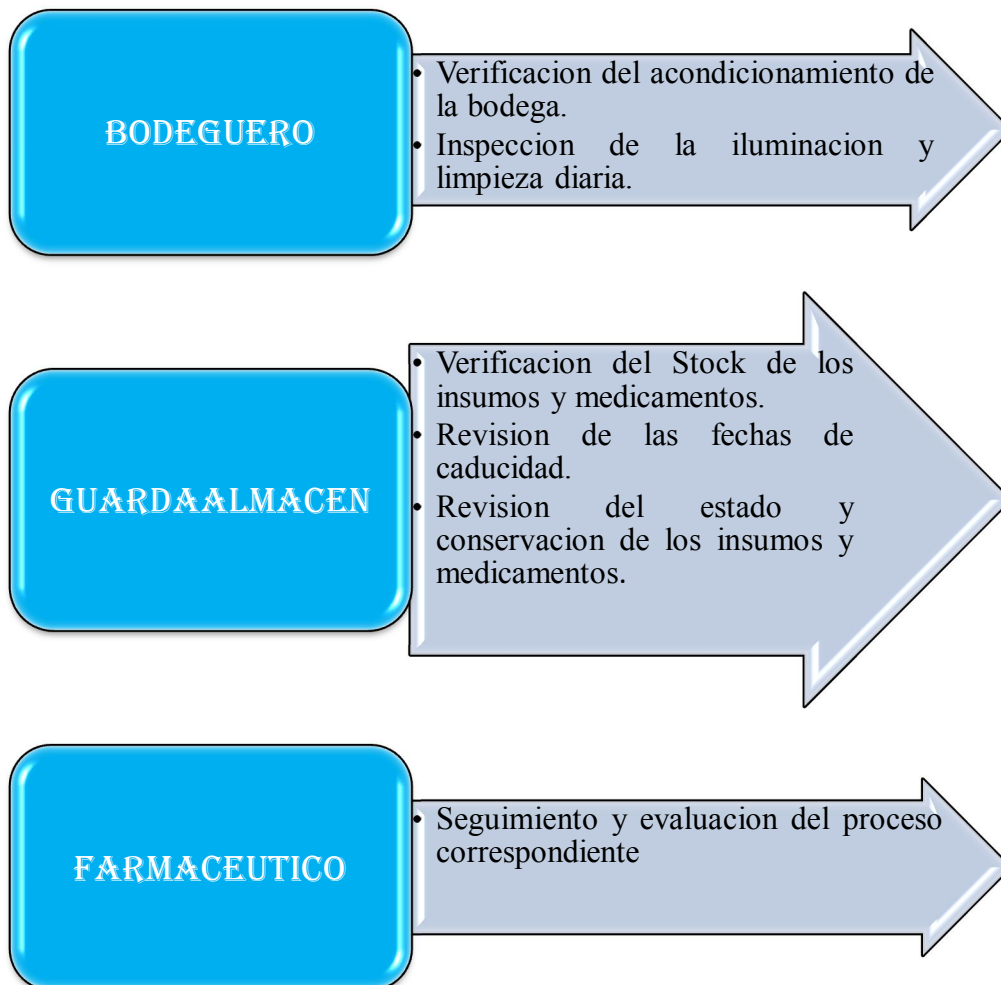 BODEGUERO
• Verificacion del acondicionamiento de
la bodega.
• Inspeccion de la iluminacion y
limpieza diaria.
GUARDAALMACEN
• Verificacion del Stock de los
insumos y medicamentos.
• Revision de las fechas de
caducidad.
• Revision del estado y
conservacion de los insumos y
medicamentos.
FARMACEUTICO
• Seguimiento y evaluacion del proceso
correspondiente